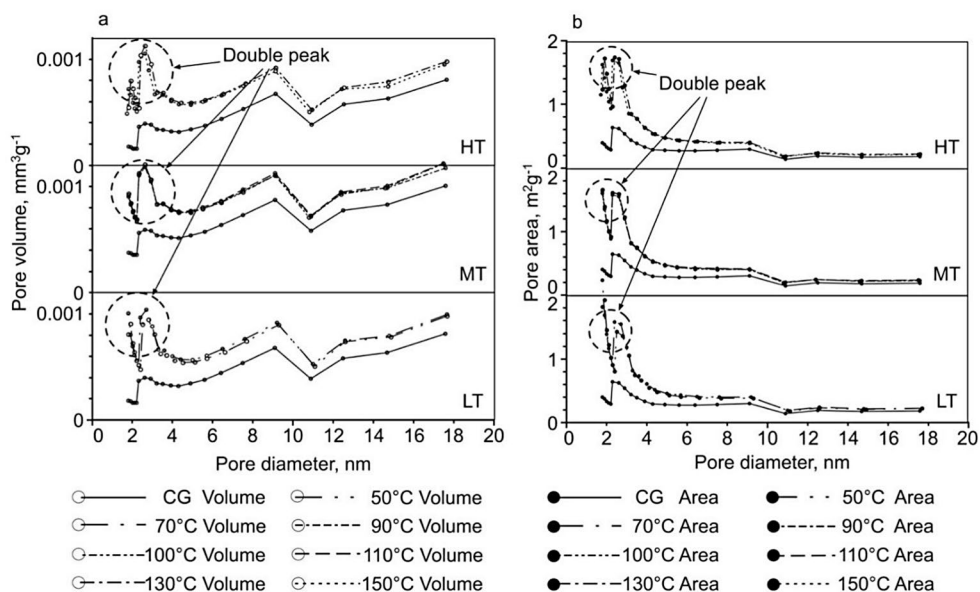 a
Double peak
0.001
HT
0.001
MT
0
0.001
LT
0
Pore volume, mm³g⁻¹
0 2 4 6 8 10 12 14 16 18 20
Pore diameter, nm
CG Volume
50°C Volume
70°C Volume
90°C Volume
100°C Volume
110°C Volume
130°C Volume
150°C Volume
b
Double peak
2
1
HT
0
2
1
MT
0
2
1
LT
0
Pore area, m²g⁻¹
0 2 4 6 8 10 12 14 16 18 20
Pore diameter, nm
CG Area
50°C Area
70°C Area
90°C Area
100°C Area
110°C Area
130°C Area
150°C Area